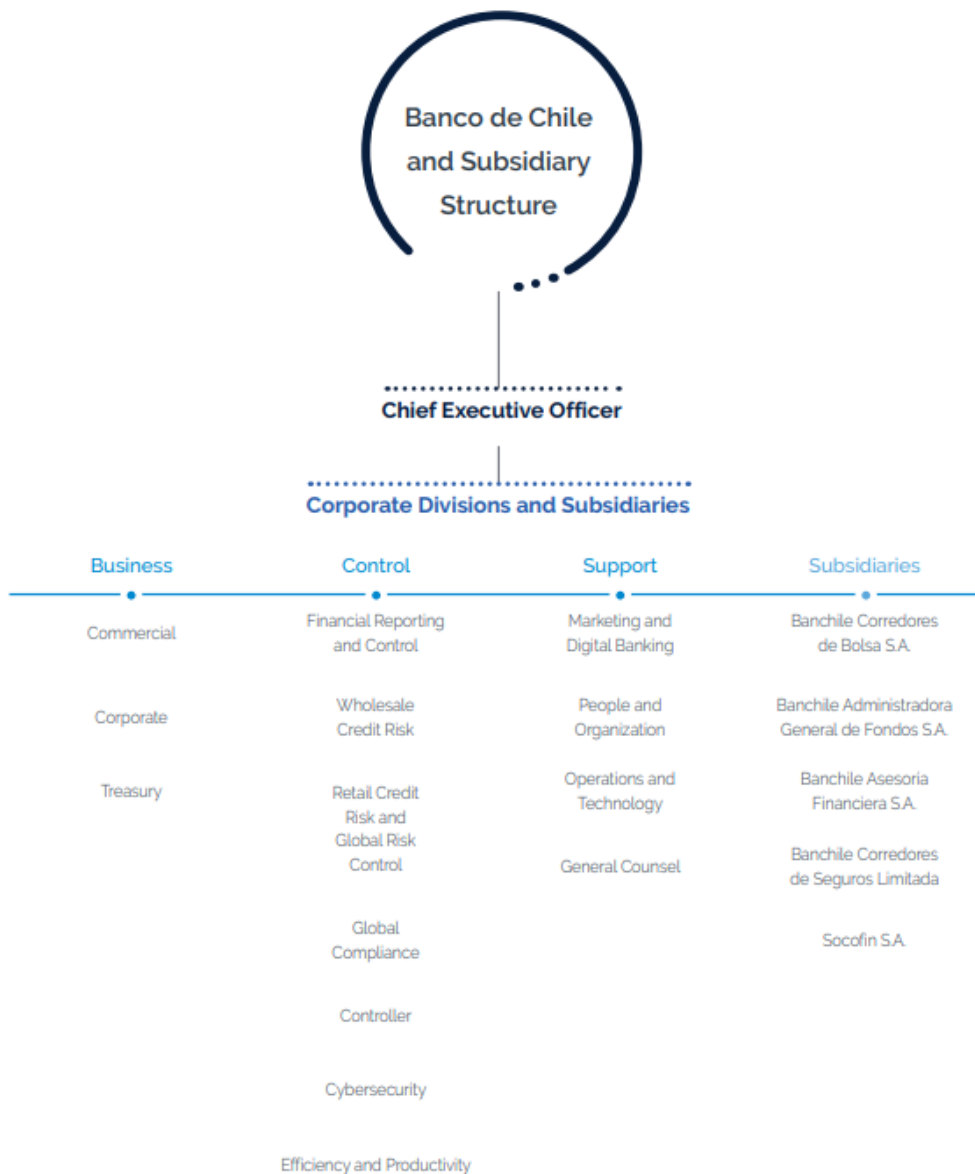 Banco de Chile
and Subsidiary
Structure
Chief Executive Officer
Corporate Divisions and Subsidiaries
Business
Commercial
Corporate
Treasury
Control
Financial Reporting
and Control
Wholesale
Credit Risk
Retail Credit
Risk and
Global Risk
Control
Global
Compliance
Controller
Cybersecurity
Efficiency and Productivity
Support
Marketing and
Digital Banking
People and
Organization
Operations and
Technology
General Counsel
Subsidiaries
Banchile Corredores
de Bolsa S.A.
Banchile Administradora
General de Fondos S.A.
Banchile Asesoria
Financiera S.A.
Banchile Corredores
de Seguros Limitada
Socofin S.A.